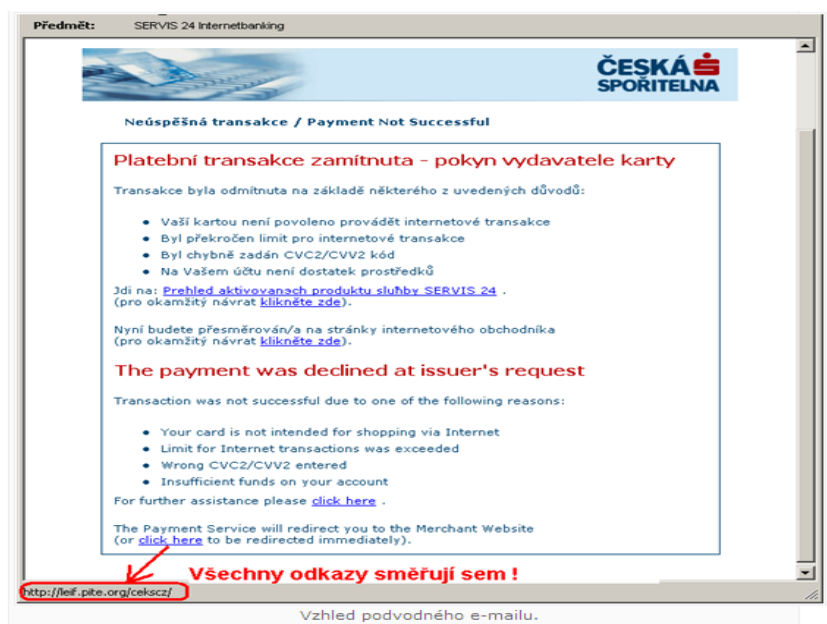 Předmět: SERVIS 24 Internetbanking
ČESKÁ
SPOŘITELNA
Neúspěšná transakce / Payment Not Successful
Platební transakce zamítnuta - pokyn vydavatele karty
Transakce byla odmítnuta na základě některého z uvedených důvodů:
• Vaší kartou není povoleno provádět internetové transakce
• Byl překročen limit pro internetové transakce
• Byl chybně zadán CVC2/CVV2 kód
• Na Vašem účtu není dostatek prostředků
Jdi na: Prehled aktivovanach produktu sluħby SERVIS 24 .
(pro okamžitý návrat klikněte zde).
Nyní budete přesměrován/a na stránky internetového obchodníka
(pro okamžitý návrat klikněte zde).
The payment was declined at issuer's request
Transaction was not successful due to one of the following reasons:
• Your card is not intended for shopping via Internet
• Limit for Internet transactions was exceeded
• Wrong CVC2/CVV2 entered
• Insufficient funds on your account
For further assistance please click here .
The Payment Service will redirect you to the Merchant Website
(or click here to be redirected immediately).
Všechny odkazy směřují sem !
http://leif.pite.org/cekscz/
Vzhled podvodného e-mailu.